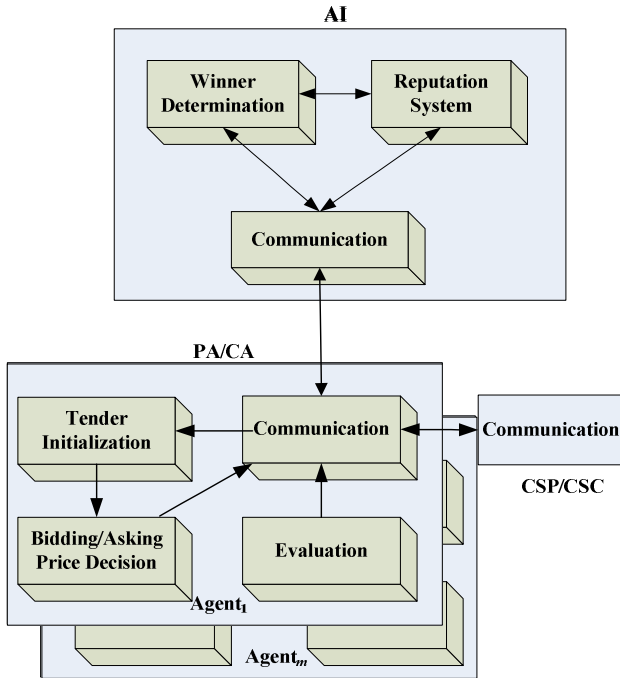 AI
Winner
Determination
Reputation
System
Communication
PA/CA
Tender
Initialization
Communication
Communication
CSP/CSC
Bidding/Asking
Price Decision
Evaluation
Agent₁
Agentₘ